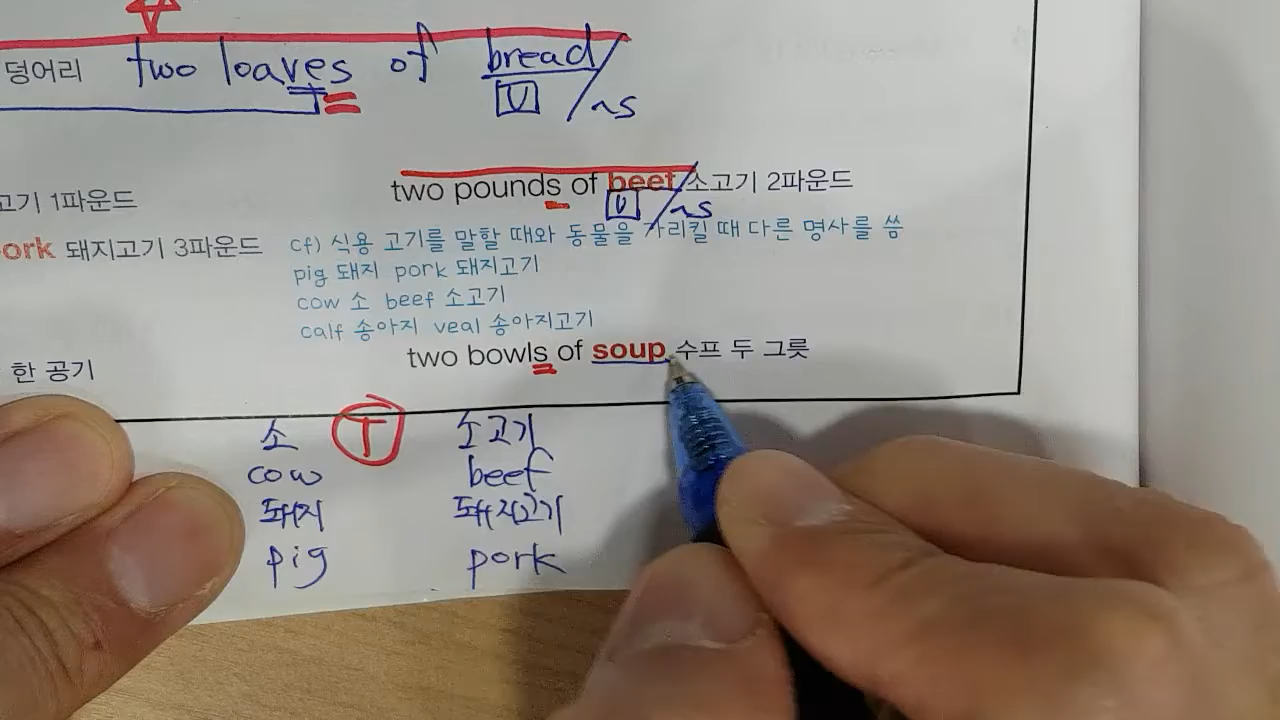 덩어리 two loaves of bread
U /ns
two pounds of beef 소고기 2파운드
고기 1파운드
U /ns
ork 돼지고기 3파운드
cf) 식용 고기를 말할 때와 동물을 가리킬 때 다른 명사를 씀
pig 돼지 pork 돼지고기
cow 소 beef 소고기
calf 송아지 veal 송아지고기
two bowls of soup 수프 두 그릇
한 공기
소 T 소고기
cow beef
돼지 돼지고기
pig pork